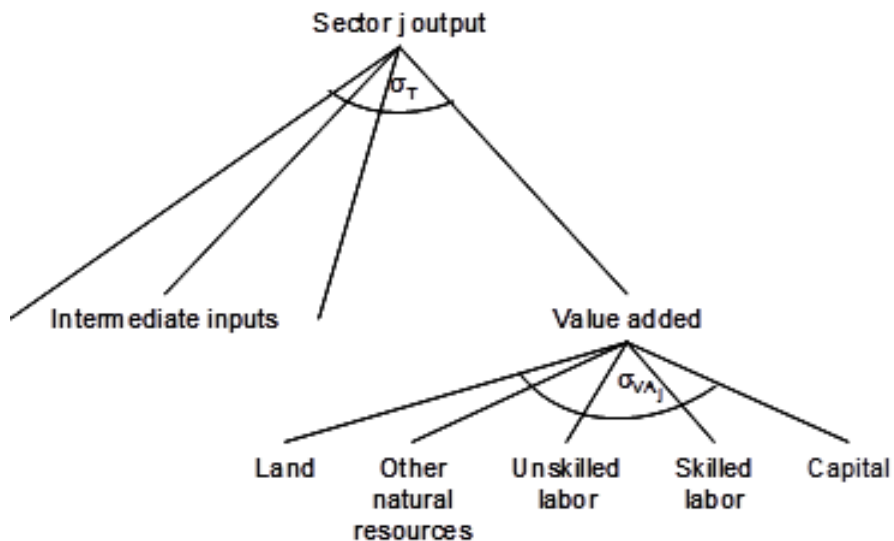 Sector j output
σT
Intermediate inputs
Value added
σVAj
Land
Other
natural
resources
Unskilled
labor
Skilled
labor
Capital